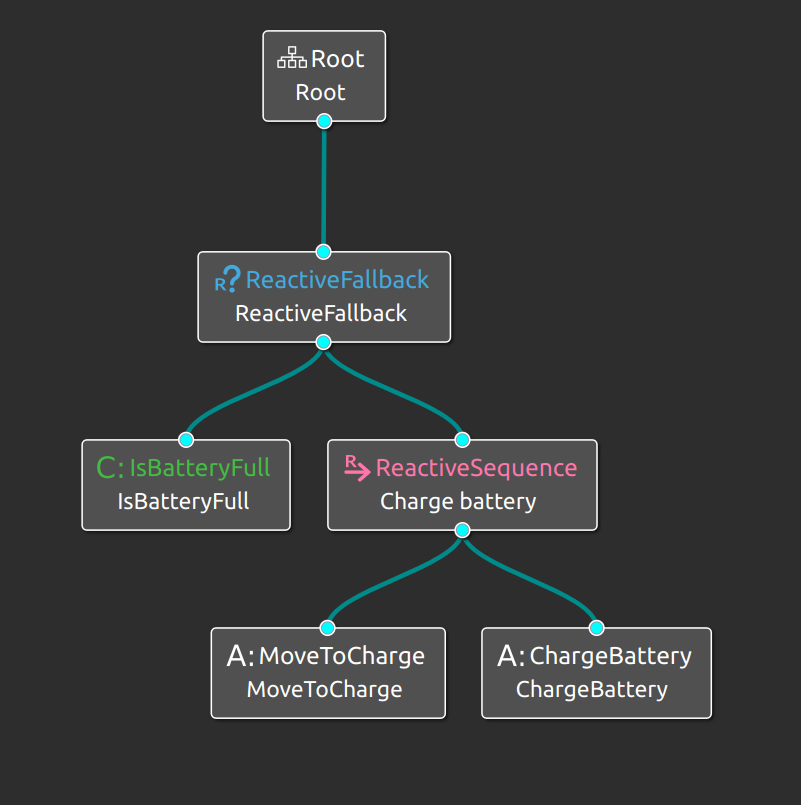 Root
Root
R? ReactiveFallback
ReactiveFallback
C: IsBatteryFull
IsBatteryFull
R ReactiveSequence
Charge battery
A: MoveToCharge
MoveToCharge
A: ChargeBattery
ChargeBattery